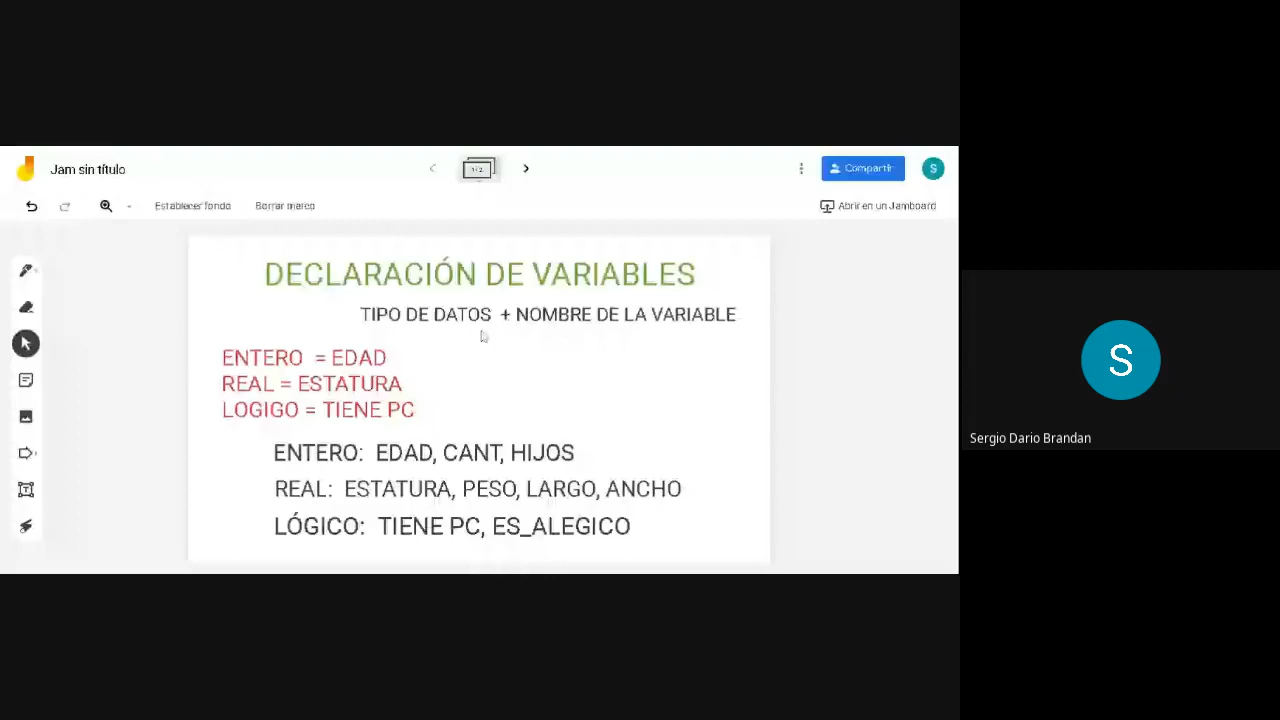 Jam sin título
Compartir
S
Establecer fondo
Borrar marco
Abrir en un Jamboard
DECLARACIÓN DE VARIABLES
TIPO DE DATOS + NOMBRE DE LA VARIABLE
ENTERO = EDAD
REAL = ESTATURA
LOGIGO = TIENE PC
ENTERO: EDAD, CANT, HIJOS
REAL: ESTATURA, PESO, LARGO, ANCHO
LÓGICO: TIENE PC, ES_ALEGICO
S
Sergio Dario Brandan